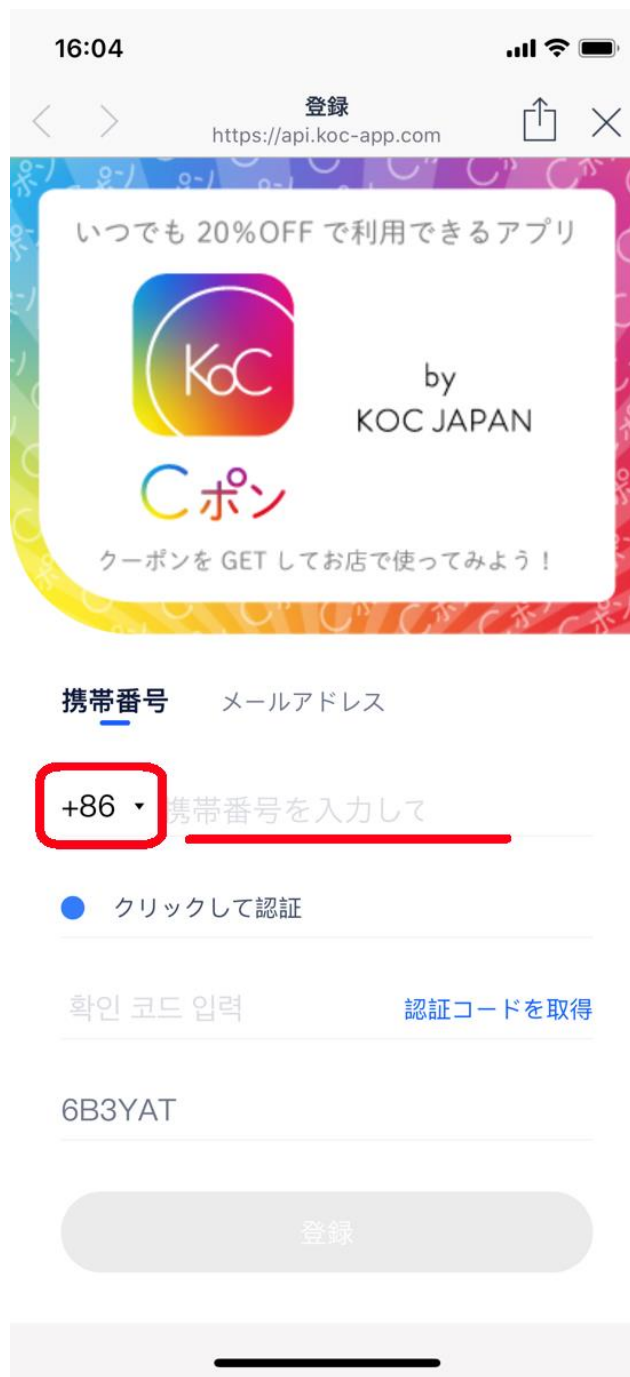 16:04
登録
https://api.koc-app.com
いつでも 20%OFF で利用できるアプリ
KoC
by
KOC JAPAN
Cポン
クーポンを GET してお店で使ってみよう!
携帯番号 メールアドレス
+86 携帯番号を入力して
クリックして認証
확인 코드 입력 認証コードを取得
6B3YAT
登録